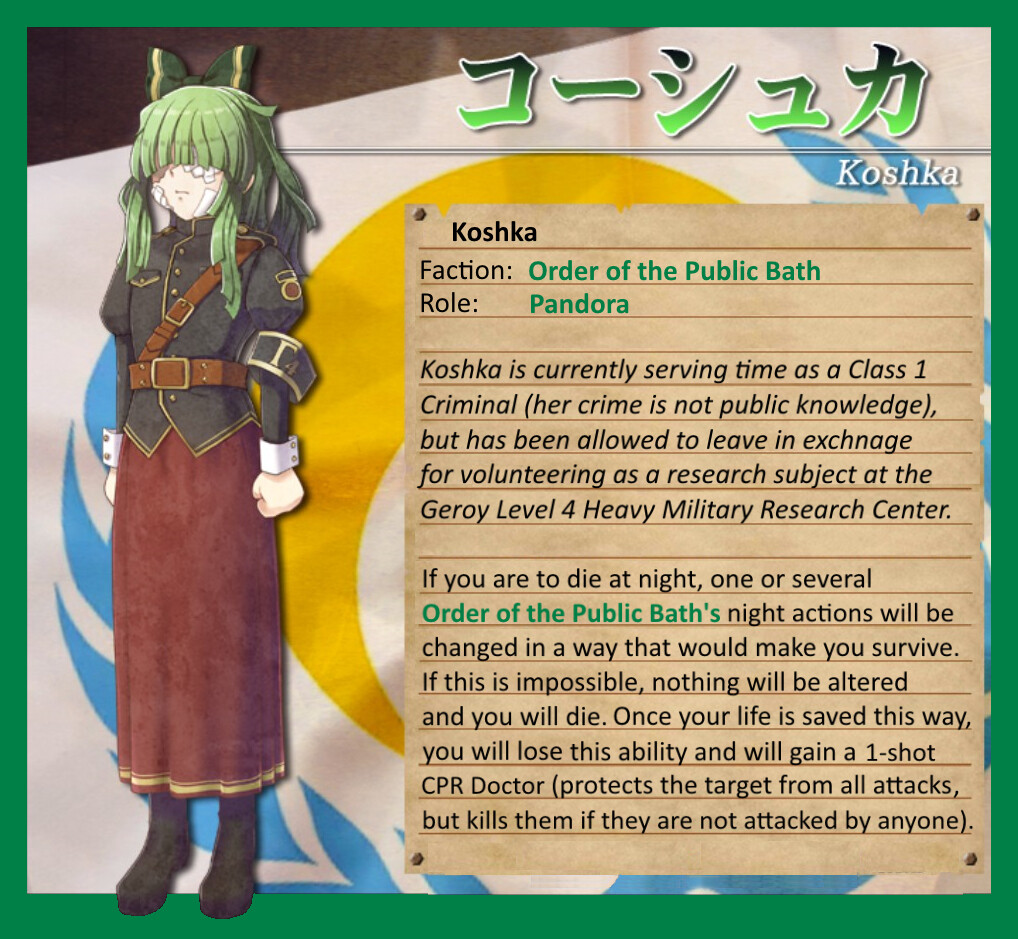 コーシュカ
Koshka
Koshka
Faction: Order of the Public Bath
Role: Pandora
Koshka is currently serving time as a Class 1
Criminal (her crime is not public knowledge),
but has been allowed to leave in exchnage
for volunteering as a research subject at the
Geroy Level 4 Heavy Military Research Center.
If you are to die at night, one or several
Order of the Public Bath's night actions will be
changed in a way that would make you survive.
If this is impossible, nothing will be altered
and you will die. Once your life is saved this way,
you will lose this ability and will gain a 1-shot
CPR Doctor (protects the target from all attacks,
but kills them if they are not attacked by anyone).